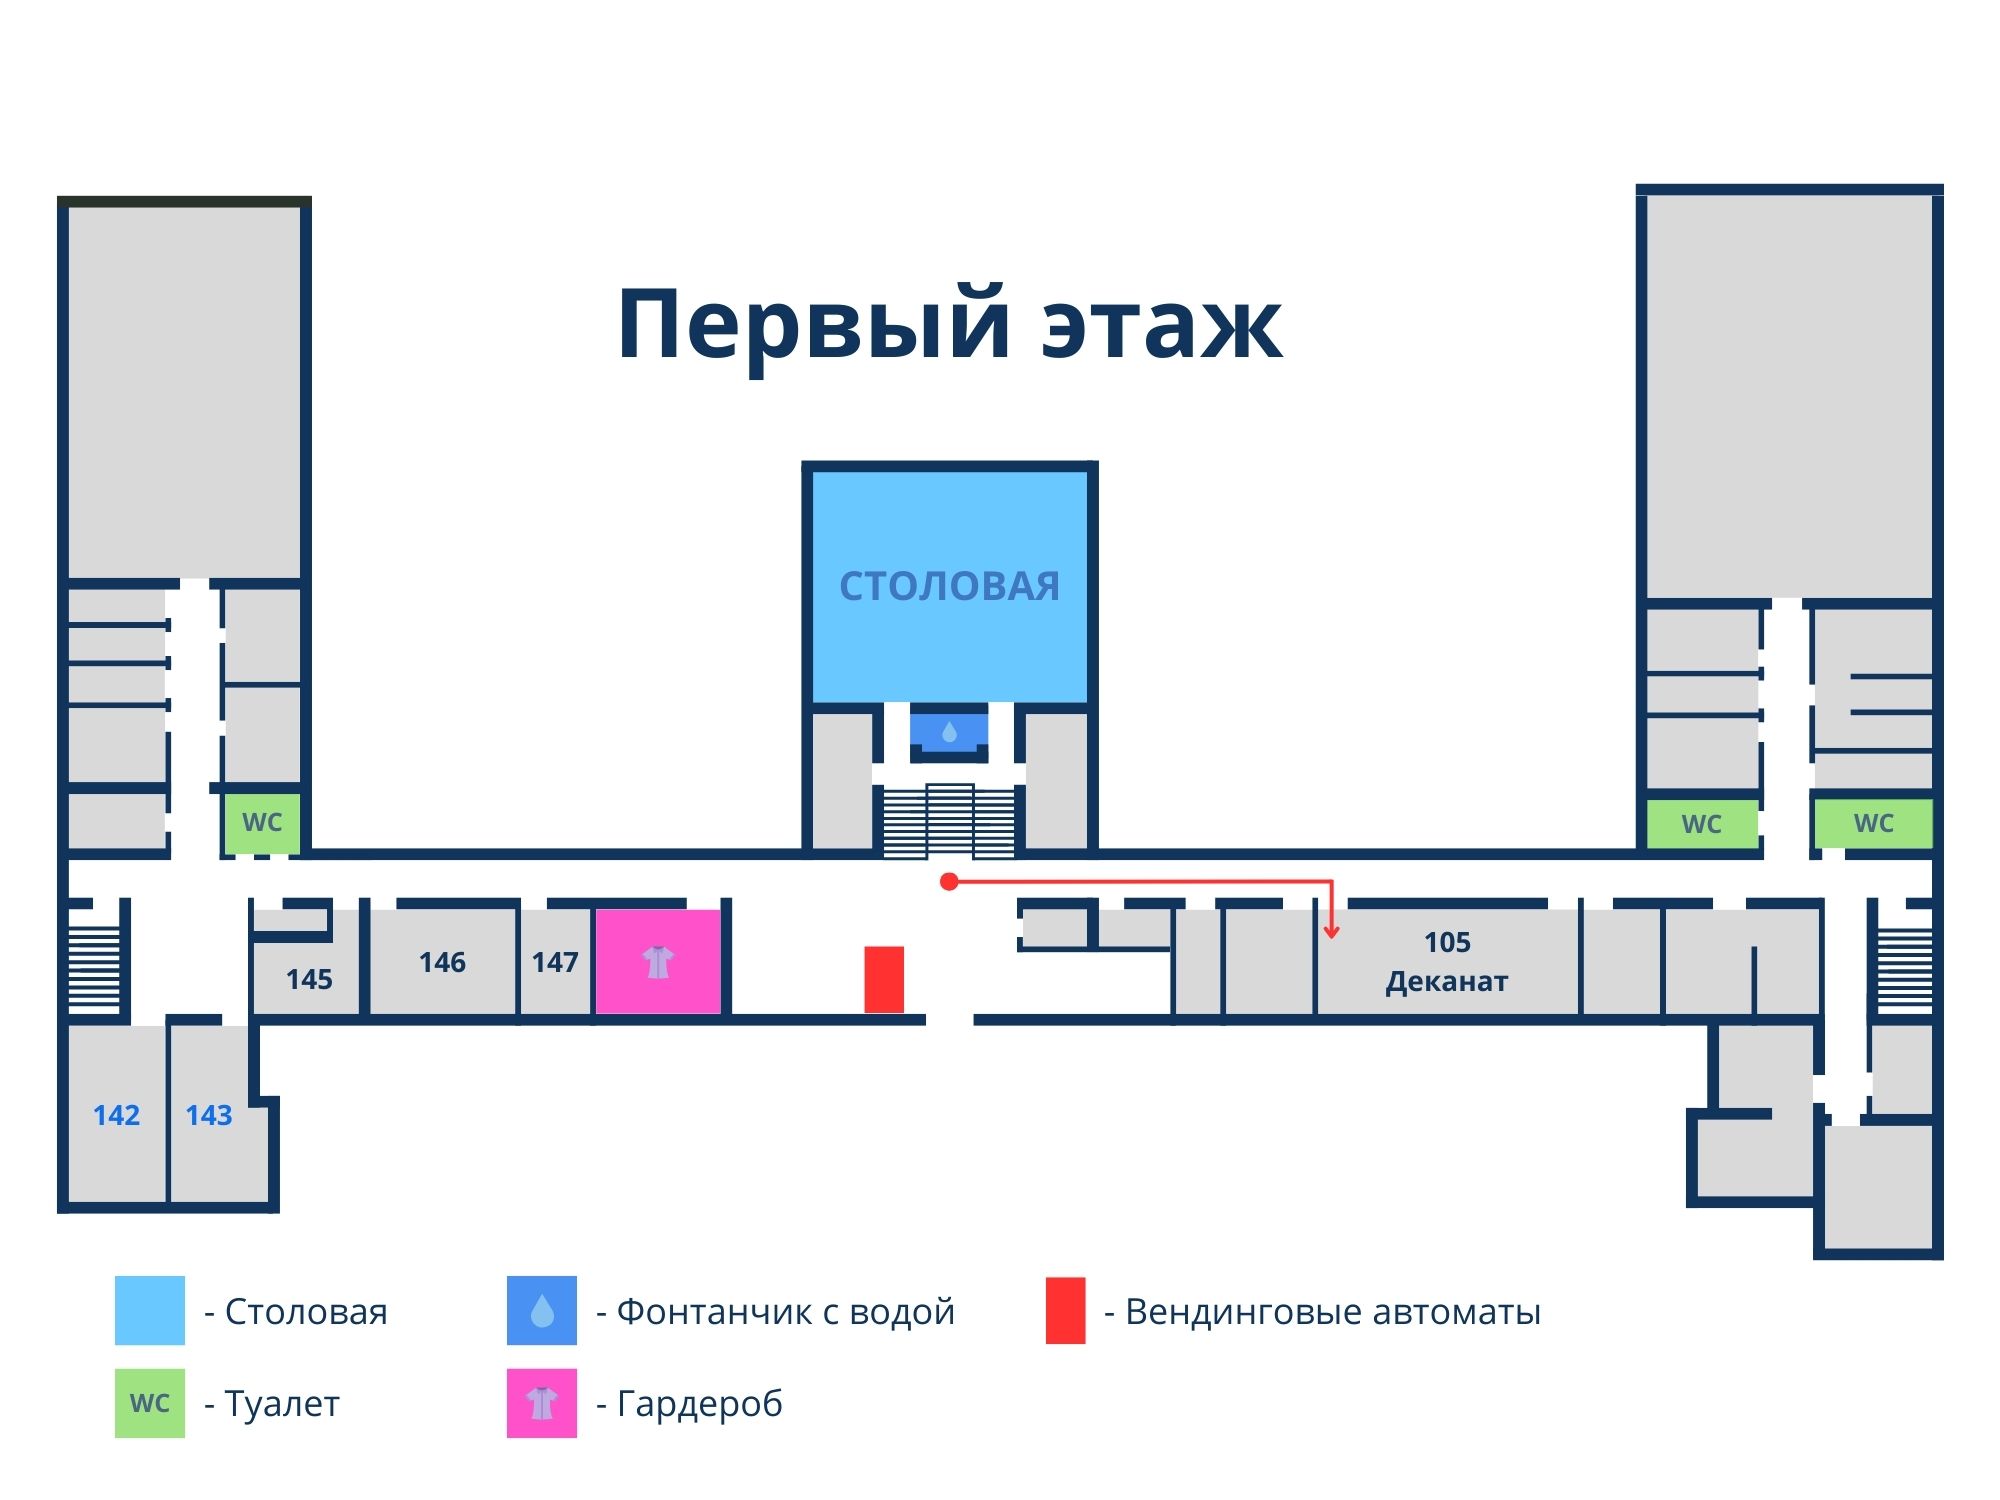 Первый этаж
СТОЛОВАЯ
WC
WC
WC
105
Деканат
145
146
147
142
143
- Столовая
- Фонтанчик с водой
- Вендинговые автоматы
WC
- Туалет
- Гардероб